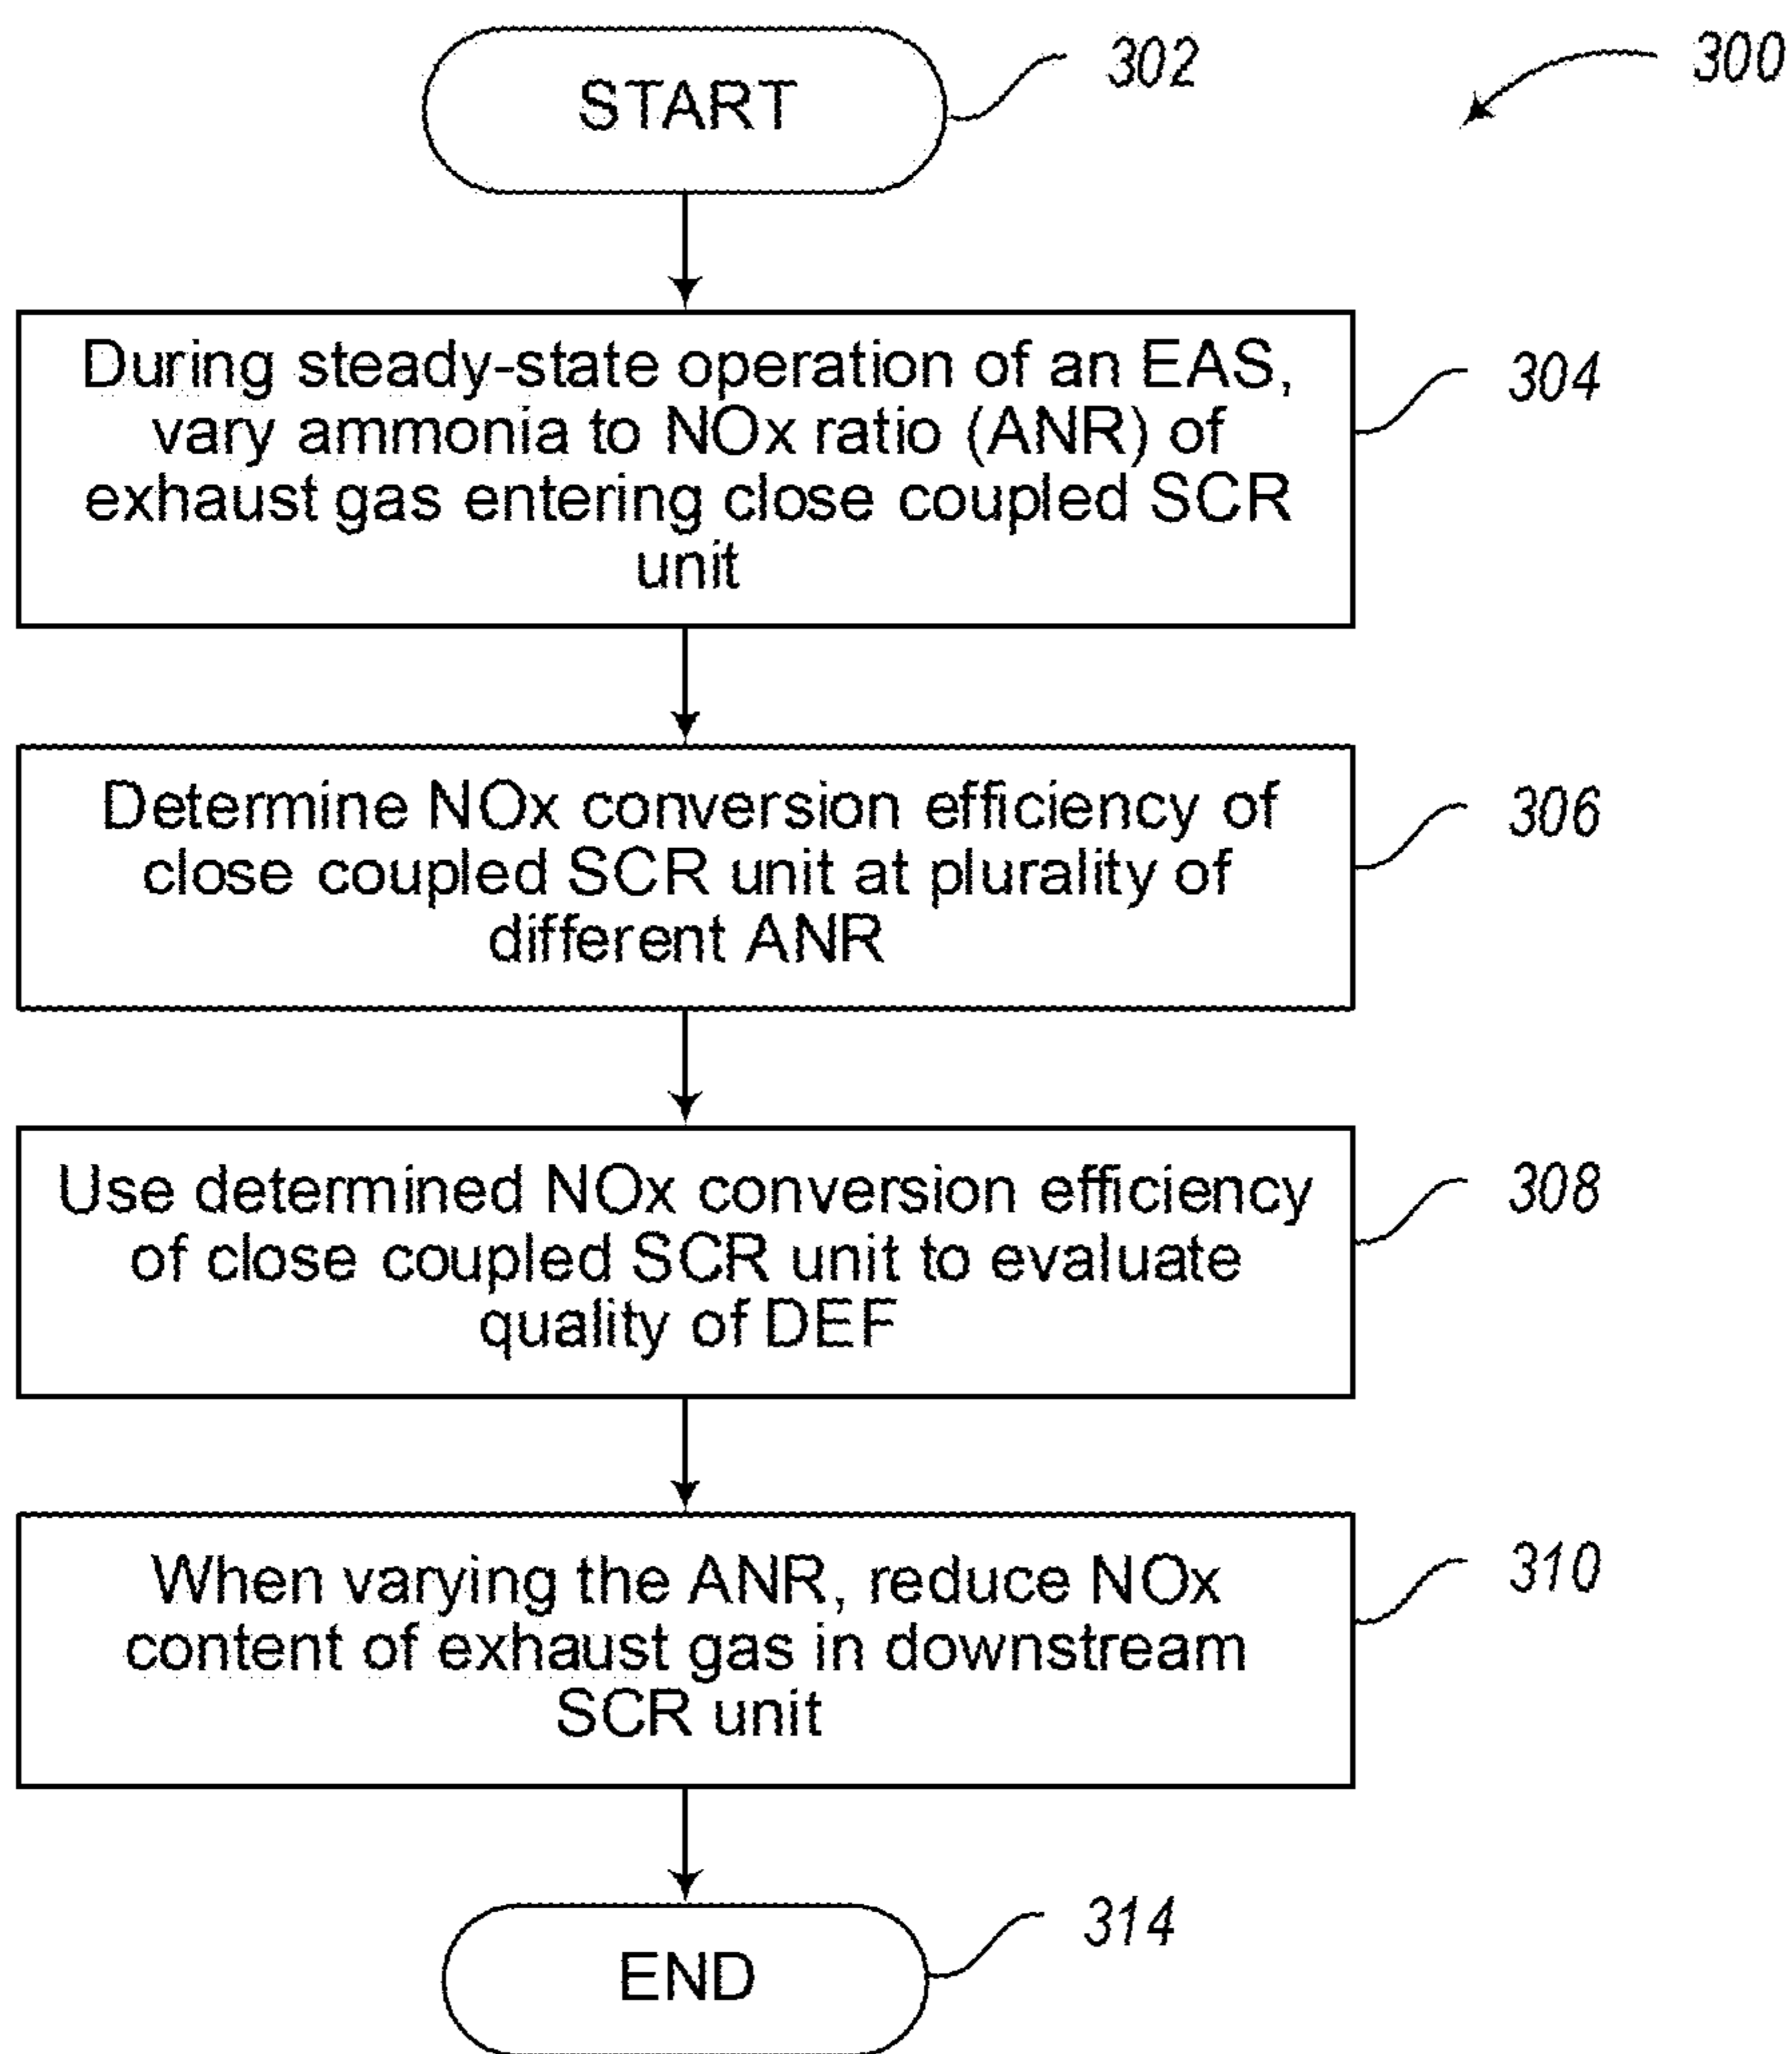 START
302
300
During steady-state operation of an EAS,
vary ammonia to NOx ratio (ANR) of
exhaust gas entering close coupled SCR
unit
304
Determine NOx conversion efficiency of
close coupled SCR unit at plurality of
different ANR
306
Use determined NOx conversion efficiency
of close coupled SCR unit to evaluate
quality of DEF
308
When varying the ANR, reduce NOx
content of exhaust gas in downstream
SCR unit
310
END
314